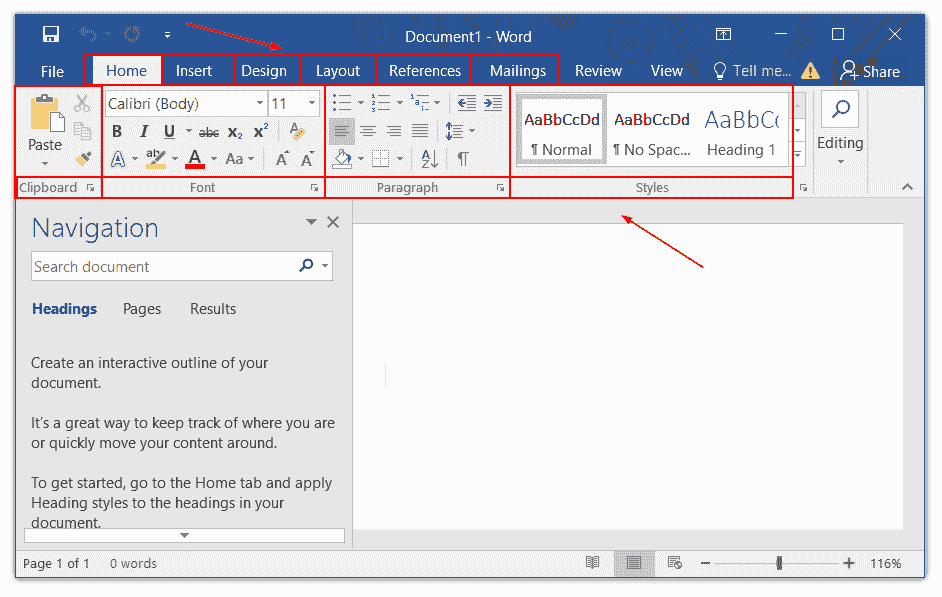 Document1 - Word
File Home Insert Design Layout References Mailings Review View Tell me... Share
Calibri (Body) 11
Paste
B I U abc x₂ x²
A ab A Aa A A
AaBbCcDd AaBbCcDd AaBbCc
¶ Normal ¶ No Spac... Heading 1
Editing
Clipboard Font Paragraph Styles
Navigation
Search document
Headings Pages Results
Create an interactive outline of your
document.
It's a great way to keep track of where you are
or quickly move your content around.
To get started, go to the Home tab and apply
Heading styles to the headings in your
document.
Page 1 of 1 0 words 116%